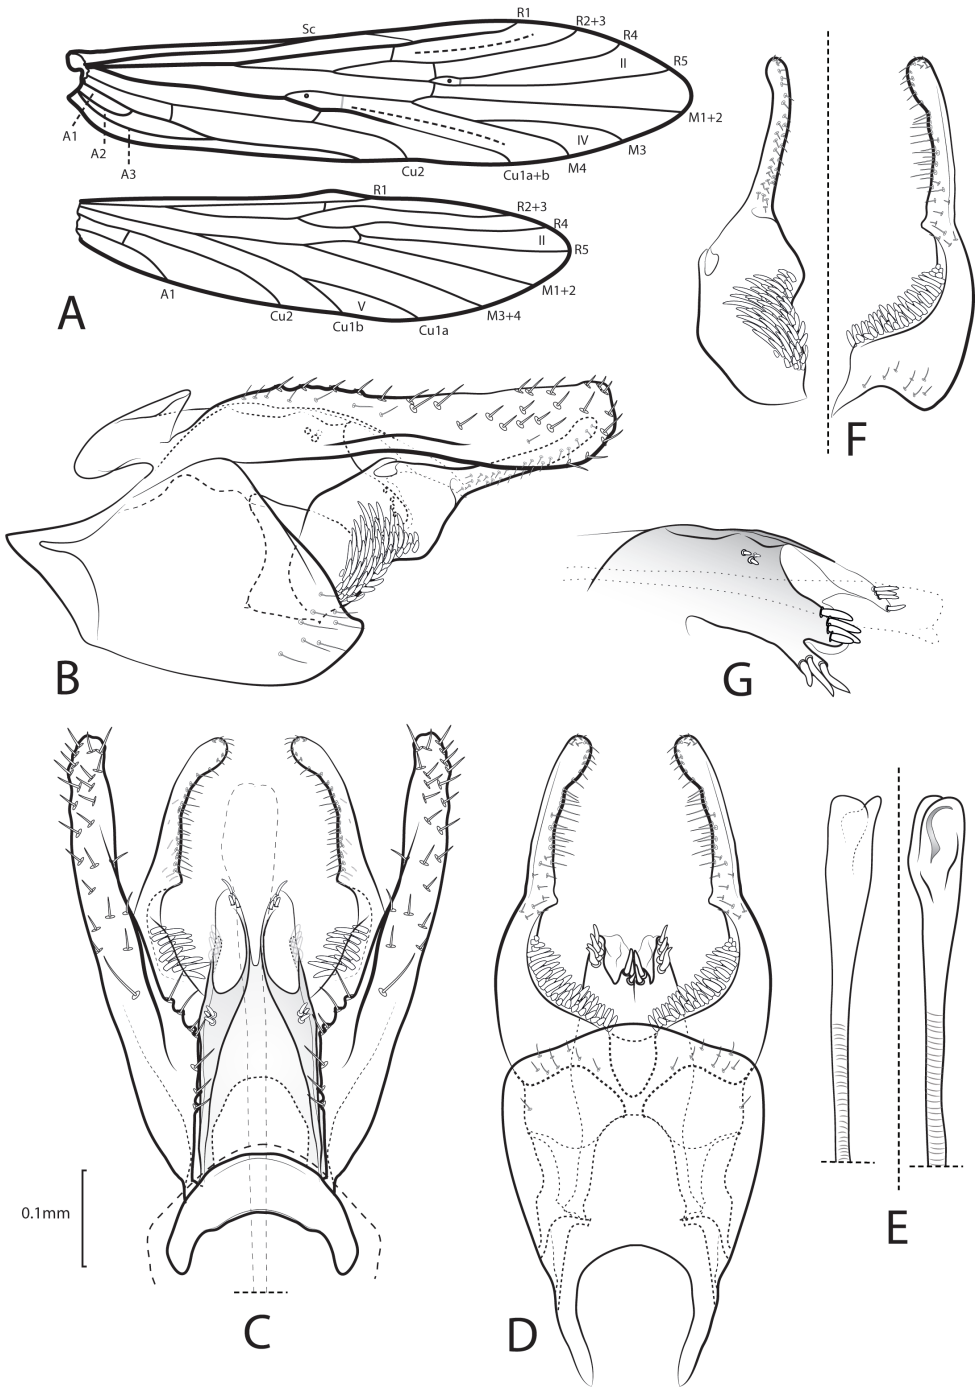 Sc
R1
R2+3
R4
II
R5
M1+2
M3
IV
M4
Cu1a+b
Cu2
A1
A2
A3
R1
R2+3
R4
II
R5
M1+2
M3+4
Cu1a
V
Cu1b
Cu2
A1
A
F
B
G
0.1mm
C
D
E